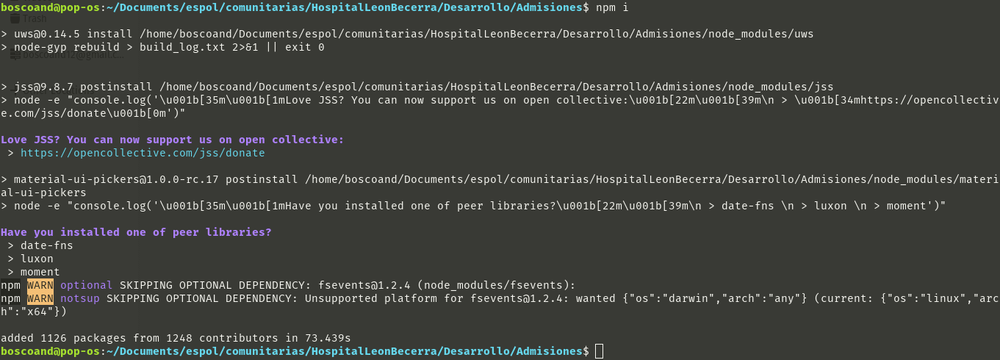 boscoand@pop-os:~/Documents/espol/comunitarias/HospitalLeonBecerra/Desarrollo/Admisiones$ npm i
Trash
> uws@0.14.5 install /home/boscoand/Documents/espol/comunitarias/HospitalLeonBecerra/Desarrollo/Admisiones/node_modules/uws
> node-gyp rebuild > build_log.txt 2>&1 || exit 0
boscoand12@gmail.c...
> jss@9.8.7 postinstall /home/boscoand/Documents/espol/comunitarias/HospitalLeonBecerra/Desarrollo/Admisiones/node_modules/jss
> node -e "console.log('\u001b[35m\u001b[1mLove JSS? You can now support us on open collective:\u001b[22m\u001b[39m\n > \u001b[34mhttps://opencollectiv
e.com/jss/donate\u001b[0m')"
Love JSS? You can now support us on open collective:
 > https://opencollective.com/jss/donate
> material-ui-pickers@1.0.0-rc.17 postinstall /home/boscoand/Documents/espol/comunitarias/HospitalLeonBecerra/Desarrollo/Admisiones/node_modules/materi
al-ui-pickers
> node -e "console.log('\u001b[35m\u001b[1mHave you installed one of peer libraries?\u001b[22m\u001b[39m\n > date-fns \n > luxon \n > moment')"
Have you installed one of peer libraries?
 > date-fns
 > luxon
 > moment
npm WARN optional SKIPPING OPTIONAL DEPENDENCY: fsevents@1.2.4 (node_modules/fsevents):
npm WARN notsup SKIPPING OPTIONAL DEPENDENCY: Unsupported platform for fsevents@1.2.4: wanted {"os":"darwin","arch":"any"} (current: {"os":"linux","arc
h":"x64"})
added 1126 packages from 1248 contributors in 73.439s
boscoand@pop-os:~/Documents/espol/comunitarias/HospitalLeonBecerra/Desarrollo/Admisiones$